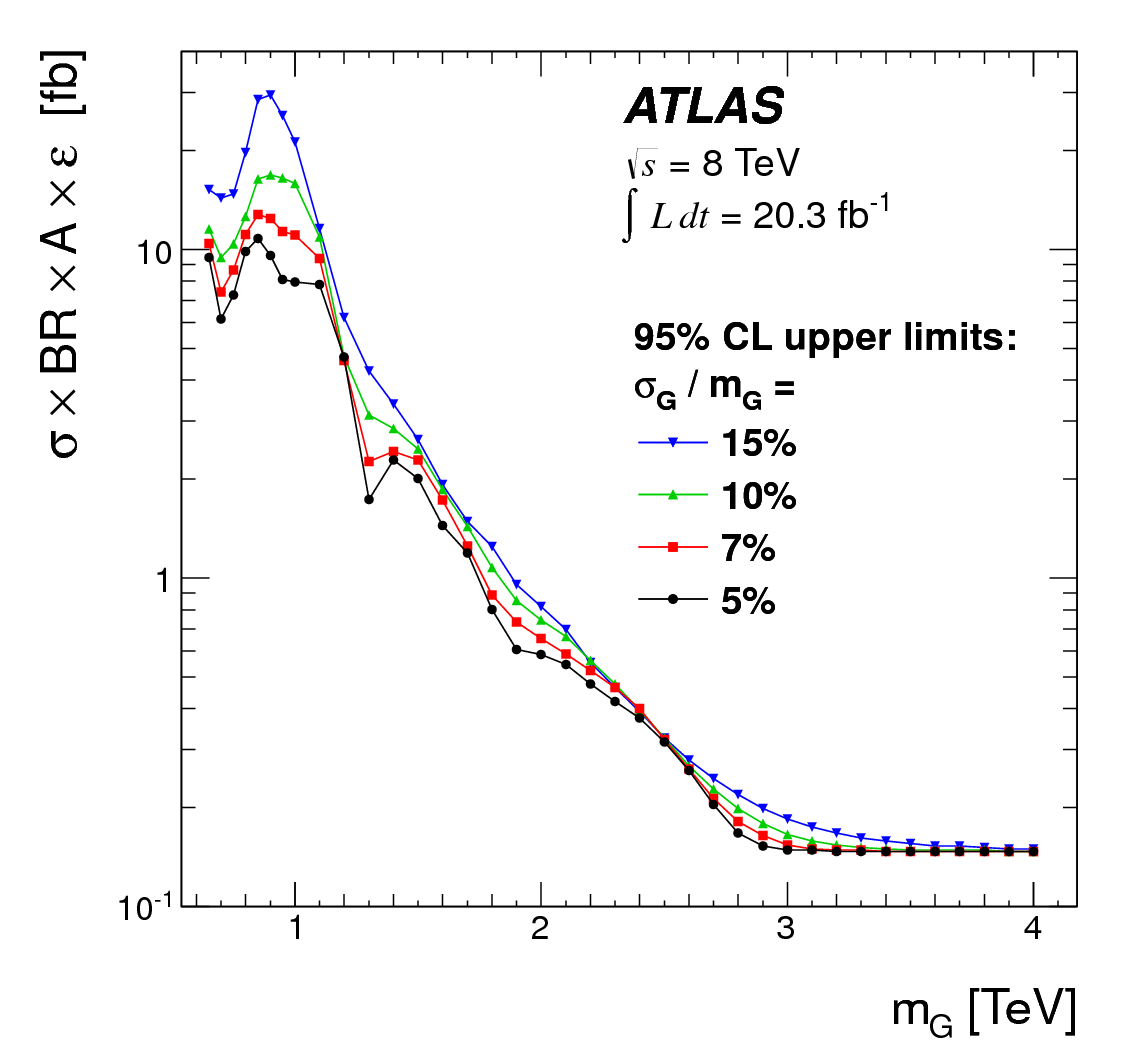 σ × BR × A × ε [fb]
ATLAS
√s = 8 TeV
∫ L dt = 20.3 fb⁻¹
95% CL upper limits:
σ_G / m_G =
15%
10%
7%
5%
10
1
10⁻¹
1 2 3 4
m_G [TeV]